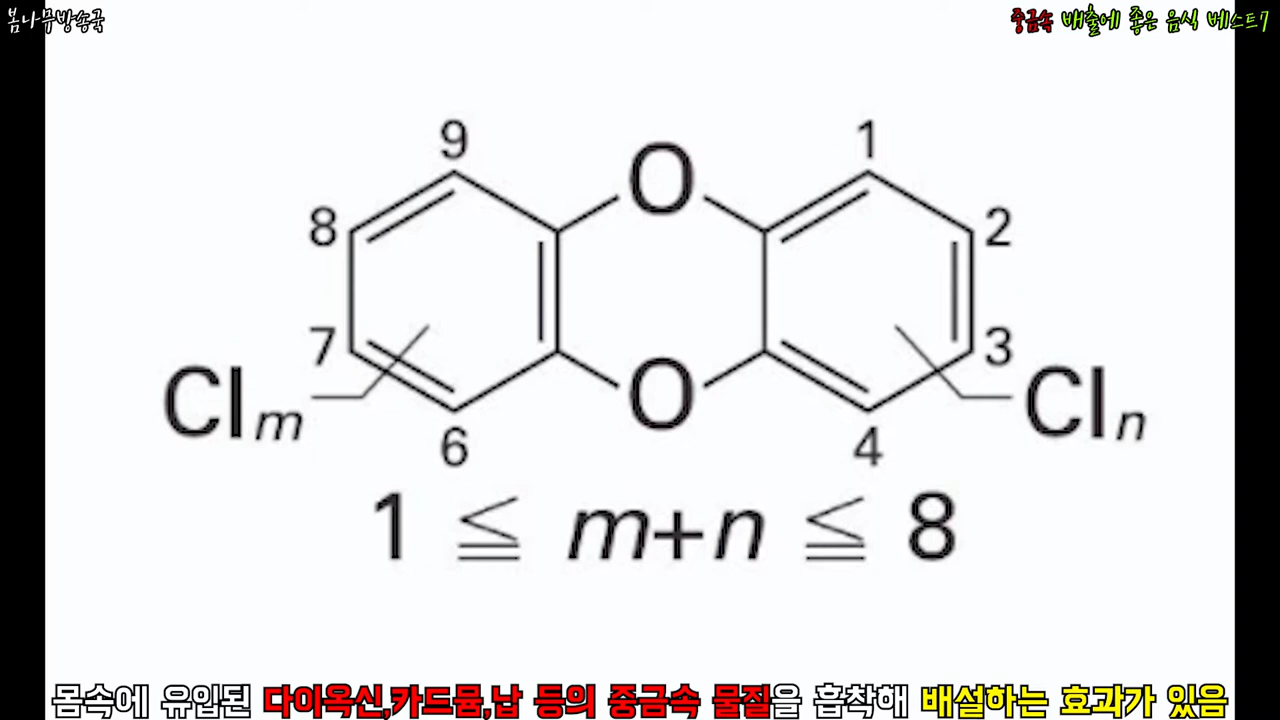 봄나무방송국
중금속 배출에 좋은 음식 베스트7
9 O 1
8 2
7 3
Clm O Cln
6 4
1 ≦ m+n ≦ 8
몸속에 유입된 다이옥신,카드뮴,납 등의 중금속 물질을 흡착해 배설하는 효과가 있음